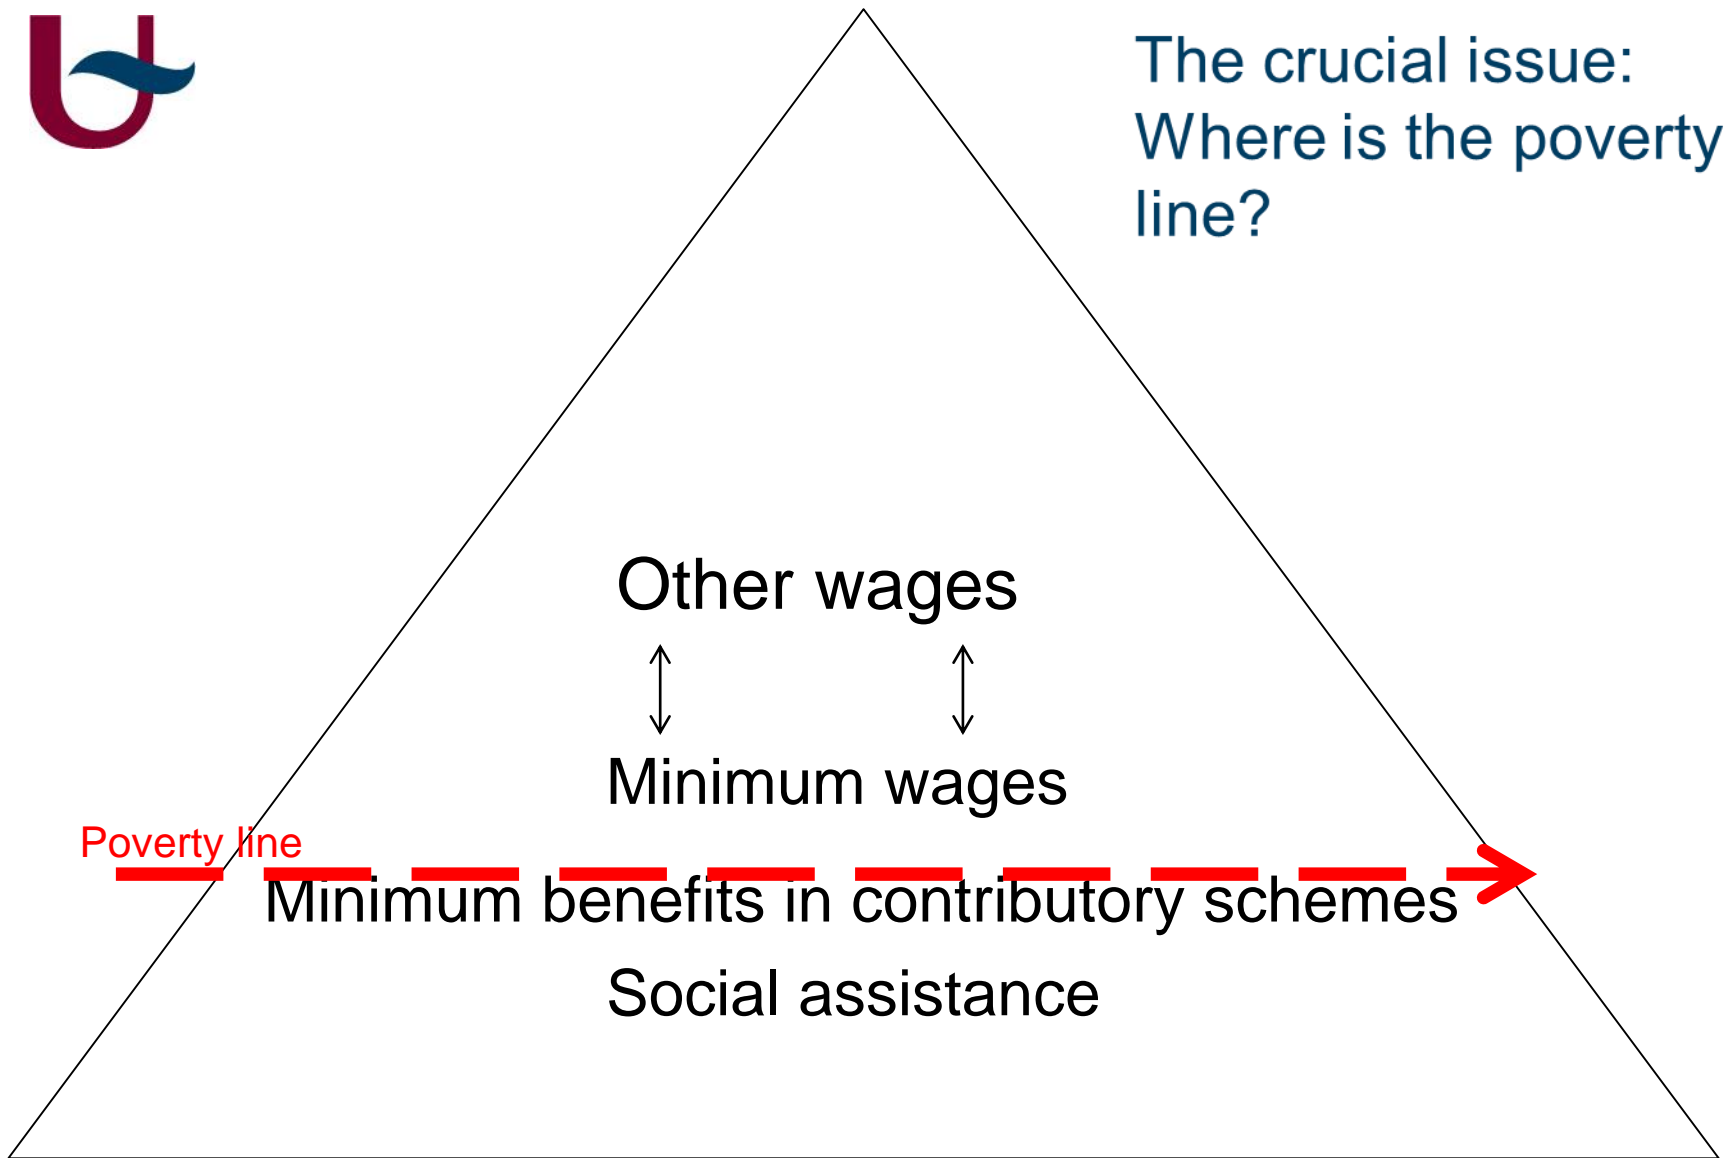 The crucial issue:
Where is the poverty
line?
Other wages
Minimum wages
Poverty line
Minimum benefits in contributory schemes
Social assistance